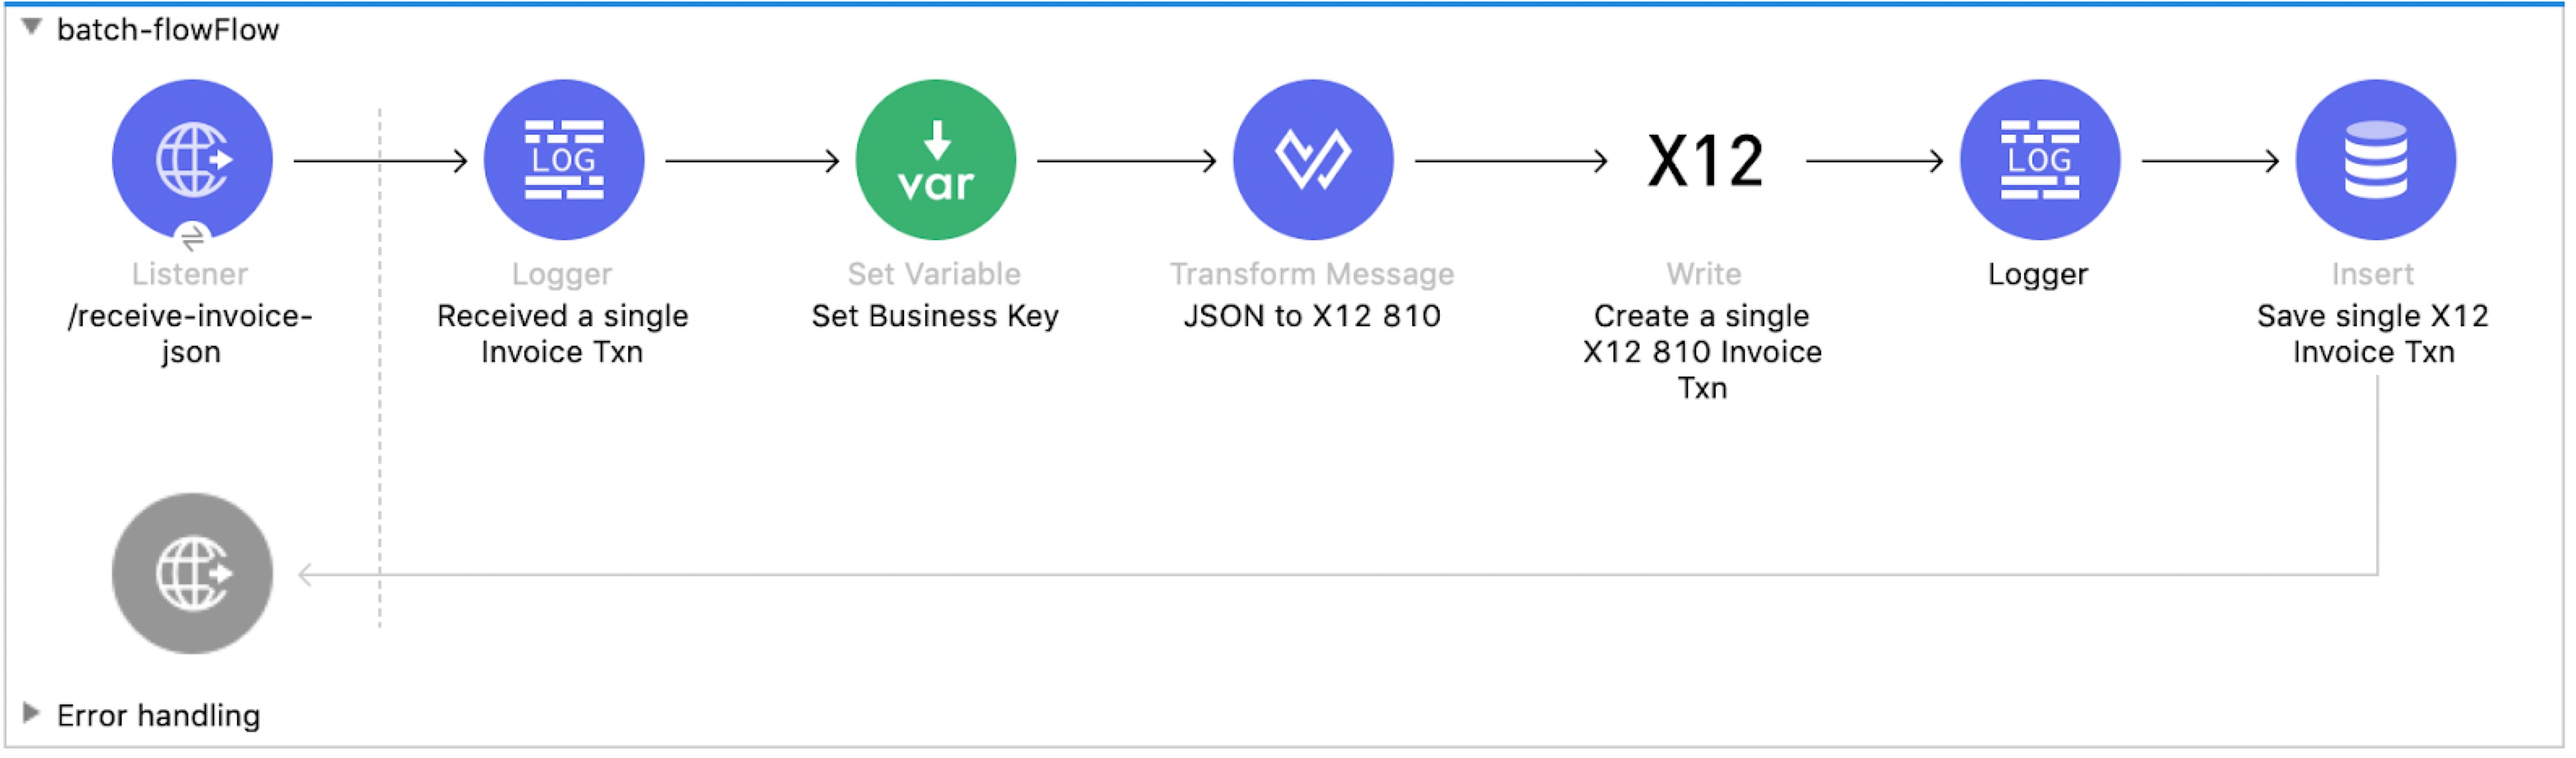 batch-flowFlow
LOG
var
X12
LOG
Listener
/receive-invoice-
json
Logger
Received a single
Invoice Txn
Set Variable
Set Business Key
Transform Message
JSON to X12 810
Write
Create a single
X12 810 Invoice
Txn
Logger
Insert
Save single X12
Invoice Txn
Error handling